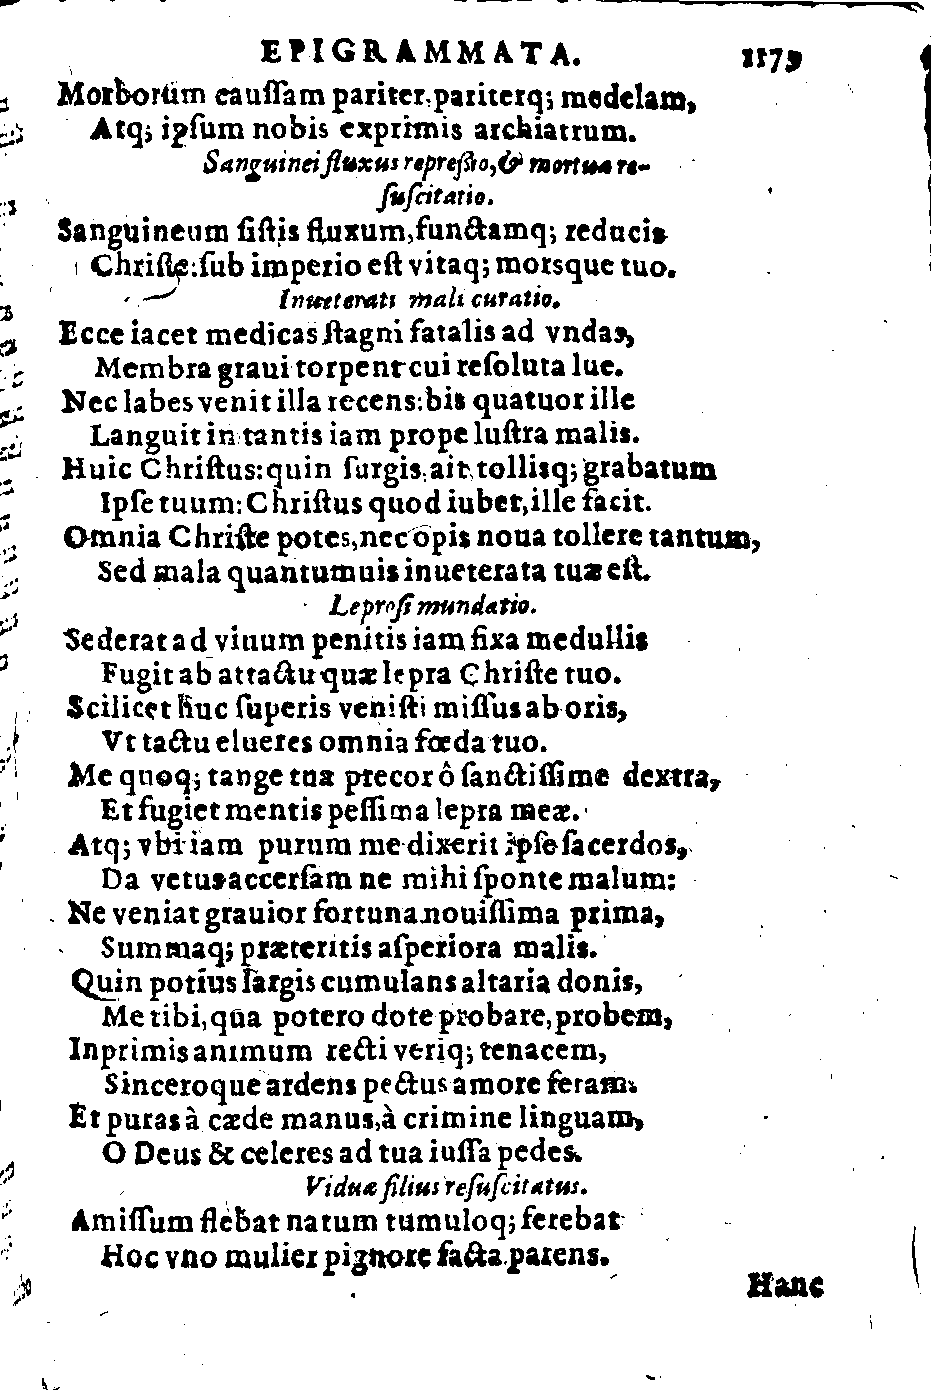 EPIGRAMMATA. 1179
Morborum caussam pariter, pariterq; medelam,
Atq; ipsum nobis exprimis archiatrum.
Sanguinei fluxus repressio, & mortuæ re-
suscitatio.
Sanguineum sistis fluxum, functamq; reducis
Christe: sub imperio est vitaq; morsque tuo.
Inueterati mali curatio.
Ecce iacet medicas stagni fatalis ad vndas,
Membra graui torpent cui resoluta lue.
Nec labes venit illa recens: bis quatuor ille
Languit in tantis iam prope lustra malis.
Huic Christus: quin surgis, ait, tollisq; grabatum
Ipse tuum: Christus quod iubet, ille facit.
Omnia Christe potes, nec opis noua tollere tantum,
Sed mala quantumuis inueterata tuæ est.
Leprosi mundatio.
Sederat ad viuum penitis iam fixa medullis
Fugit ab attactu quæ lepra Christe tuo.
Scilicet huc superis venisti missus ab oris,
Vt tactu elueres omnia fœda tuo.
Me quoq; tange tua precor ô sanctissime dextra,
Et fugiet mentis pessima lepra meæ.
Atq; vbi iam purum me dixerit ipse sacerdos,
Da vetus accersam ne mihi sponte malum:
Ne veniat grauior fortuna nouissima prima,
Summaq; præteritis asperiora malis.
Quin potius largis cumulans altaria donis,
Me tibi, qua potero dote probare, probem,
Inprimis animum recti veriq; tenacem,
Sinceroque ardens pectus amore feram.
Et puras à cæde manus, à crimine linguam,
O Deus & celeres ad tua iussa pedes.
Viduæ filius resuscitatus.
Amissum flebat natum tumuloq; ferebat
Hoc vno mulier pignore facta parens.
Hanc